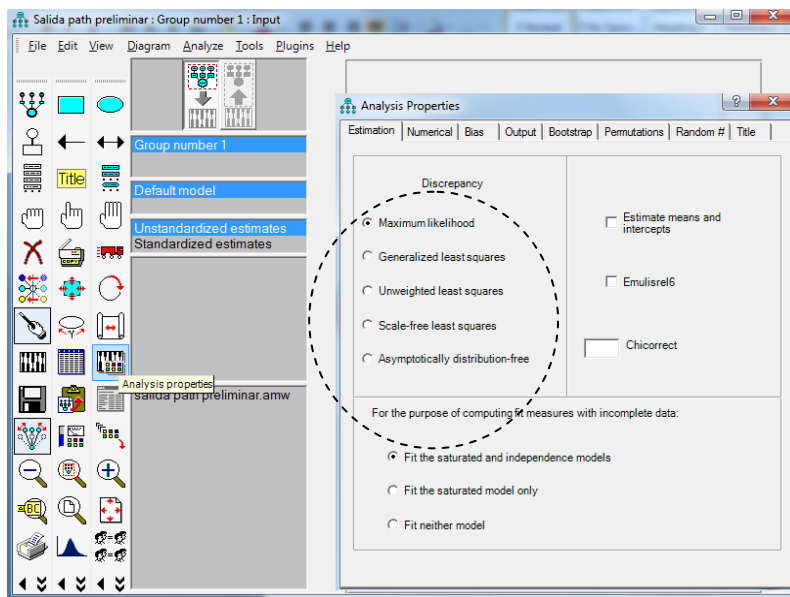 Salida path preliminar : Group number 1 : Input
File Edit View Diagram Analyze Tools Plugins Help
Title
Group number 1
Default model
Unstandardized estimates
Standardized estimates
Analysis properties
salida path preliminar.amw
Analysis Properties
Estimation Numerical Bias Output Bootstrap Permutations Random # Title
Discrepancy
Maximum likelihood
Generalized least squares
Unweighted least squares
Scale-free least squares
Asymptotically distribution-free
Estimate means and
intercepts
Emulisrel6
Chicorrect
For the purpose of computing fit measures with incomplete data:
Fit the saturated and independence models
Fit the saturated model only
Fit neither model